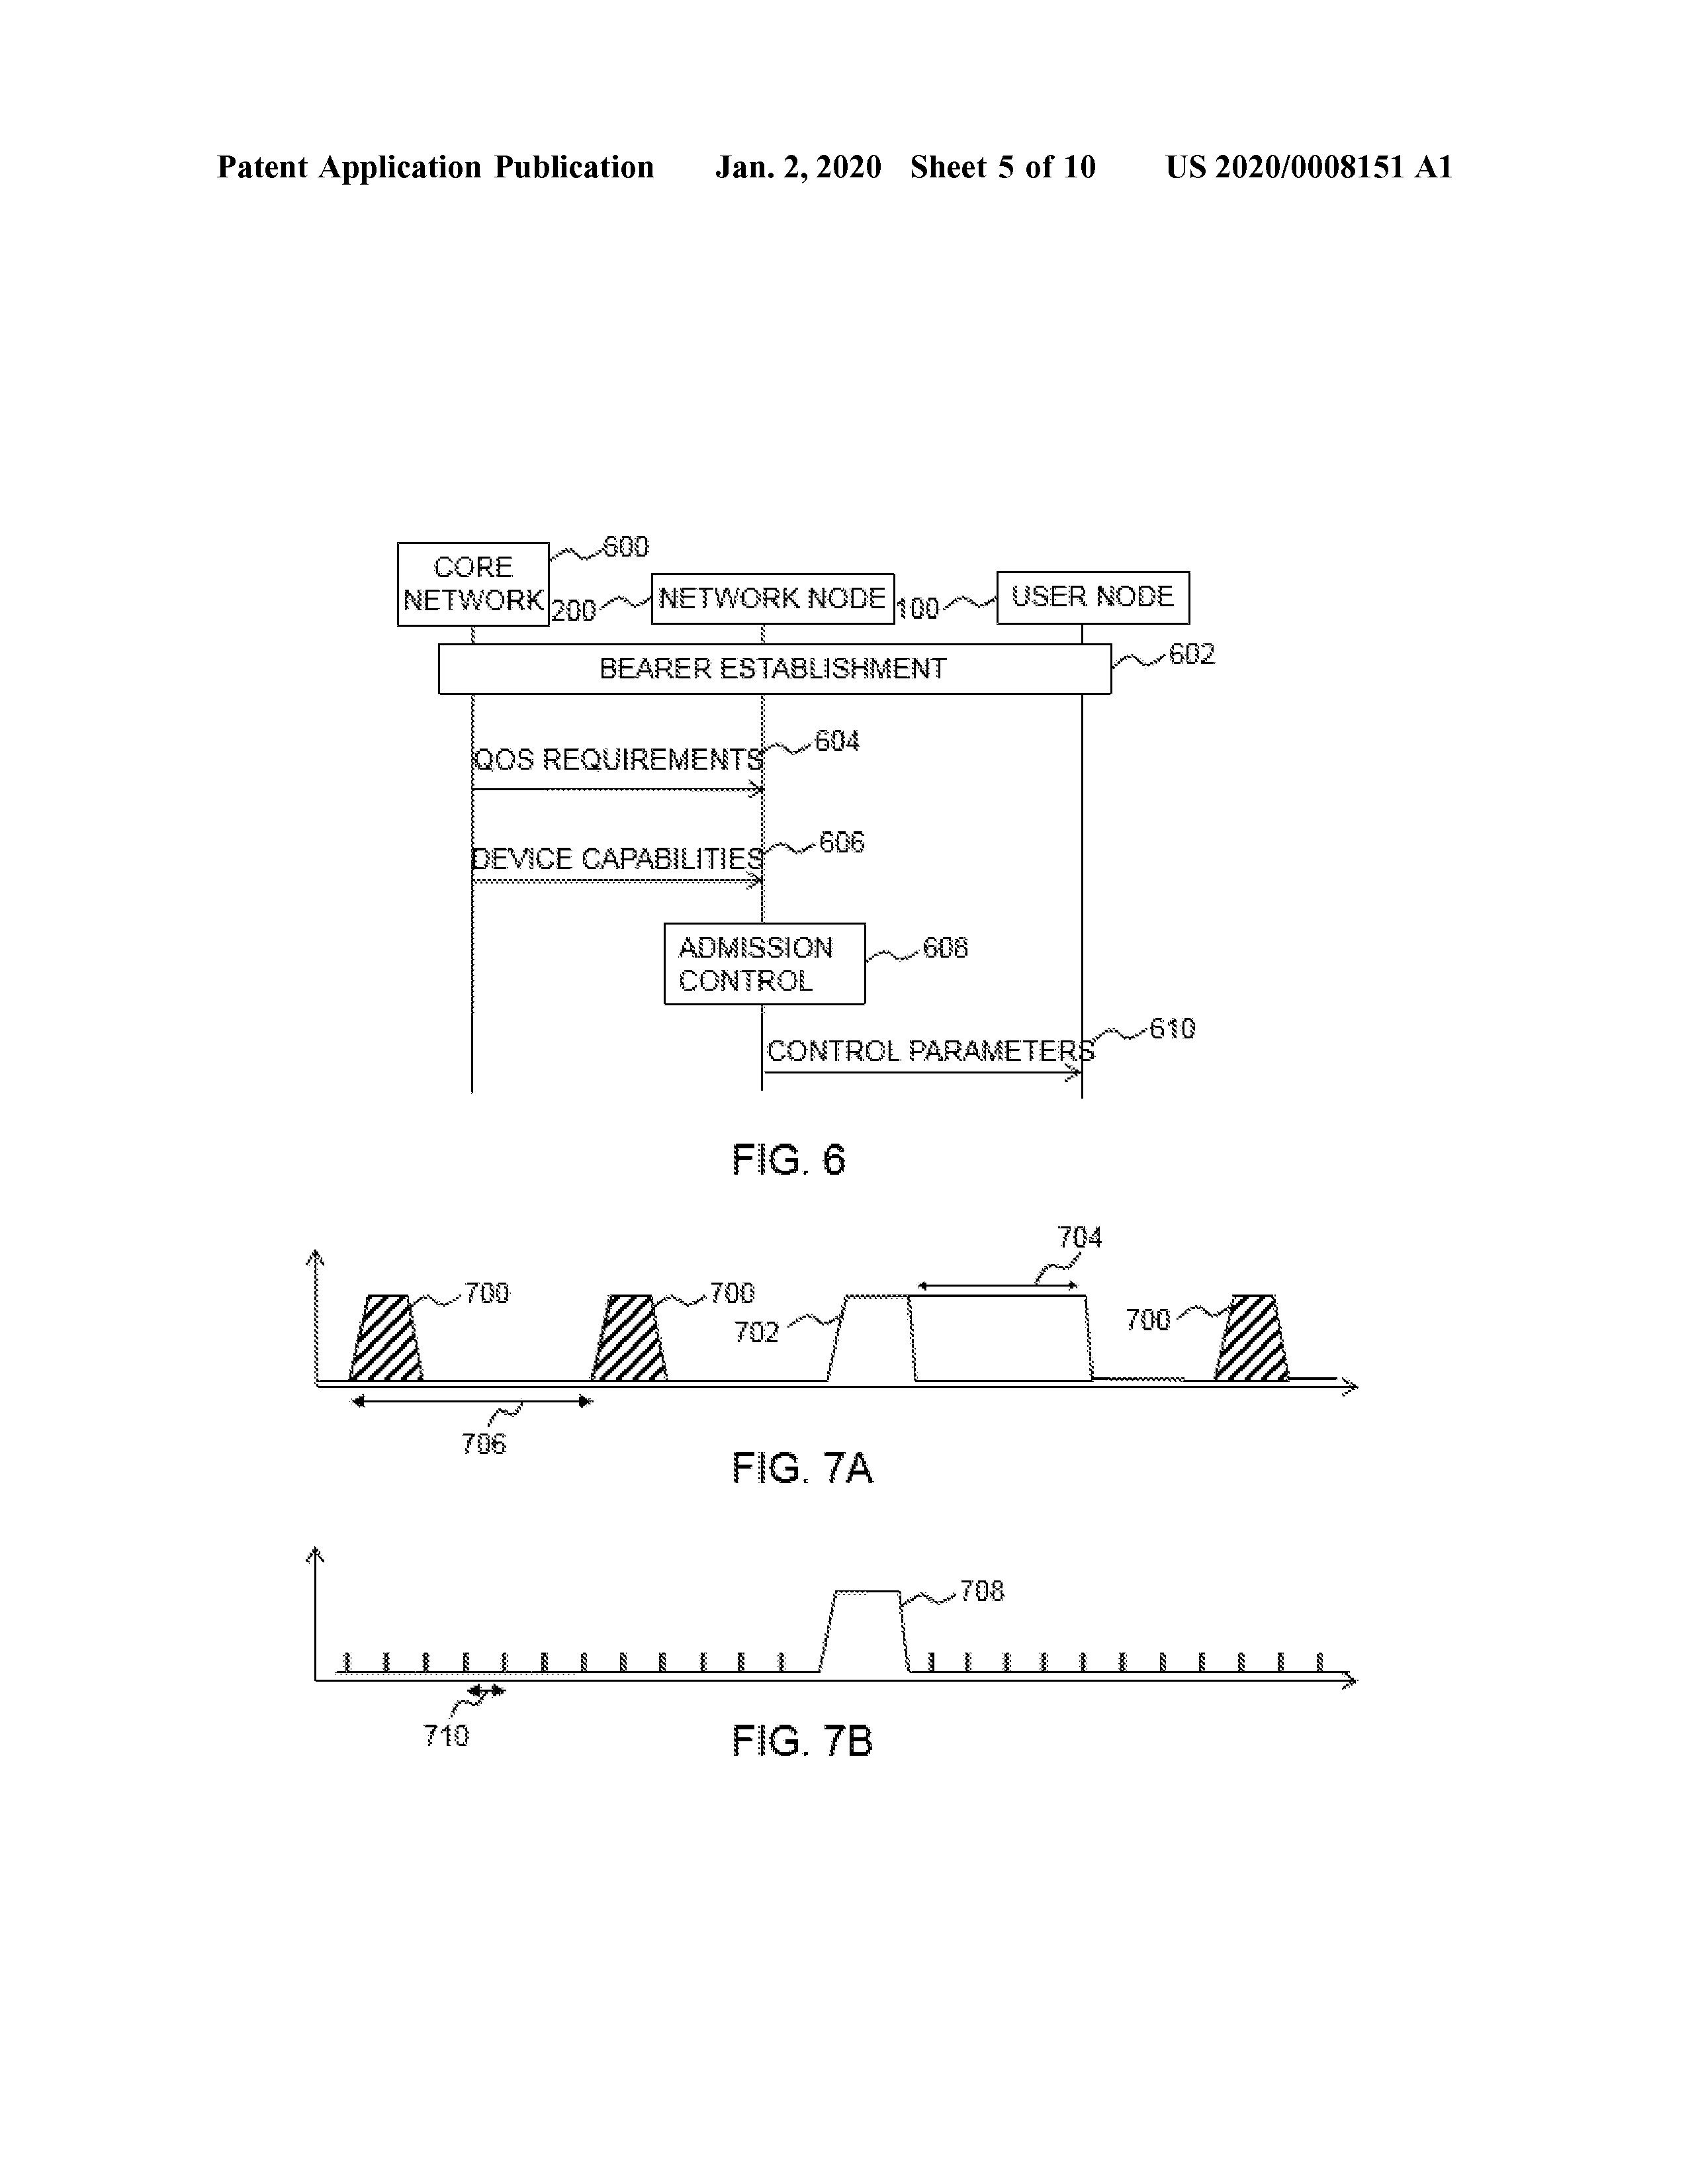 Patent Application Publication Jan. 2, 2020 Sheet 5 of 10 US 2020/0008151 A1
600
CORE
NETWORK
200
NETWORK NODE
100
USER NODE
BEARER ESTABLISHMENT
602
QOS REQUIREMENTS
604
DEVICE CAPABILITIES
606
ADMISSION
CONTROL
608
CONTROL PARAMETERS
610
FIG. 6
704
700
700
702
700
706
FIG. 7A
708
710
FIG. 7B